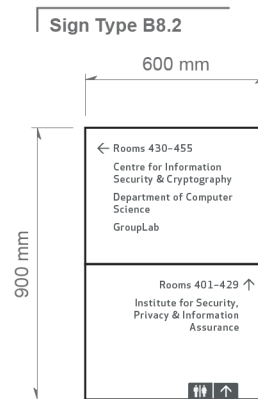 Sign Type B8.2
600 mm
900 mm
← Rooms 430–455
Centre for Information
Security & Cryptography
Department of Computer
Science
GroupLab
Rooms 401–429 ↑
Institute for Security,
Privacy & Information
Assurance